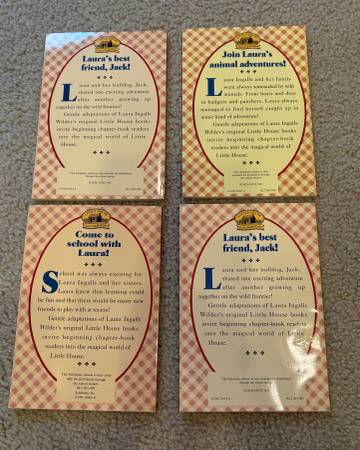 Laura's best
friend, Jack!
Laura and her bulldog, Jack,
shared one exciting adventure
after another growing up
together on the wild frontier!
Gentle adaptations of Laura Ingalls
Wilder's original Little House books
invite beginning chapter-book readers
into the magical world of Little
House.
Join Laura's
animal adventures!
Laura Ingalls and her family
were always surrounded by wild
animals. From bears and deer
to badgers and panthers, Laura always
managed to find herself caught up in
some kind of adventure!
Gentle adaptations of Laura Ingalls
Wilder's original Little House books
invite beginning chapter-book
readers into the magical world of
Little House.
Come to
school with
Laura!
School was always exciting for
Laura Ingalls and her sisters.
Laura knew that learning could
be fun and that there would be many new
friends to play with at recess!
Gentle adaptations of Laura Ingalls
Wilder's original Little House books
invite beginning chapter-book
readers into the magical world of
Little House.
Laura's best
friend, Jack!
Laura and her bulldog, Jack,
shared one exciting adventure
after another growing up
together on the wild frontier!
Gentle adaptations of Laura Ingalls
Wilder's original Little House books
invite beginning chapter-book readers
into the magical world of Little
House.